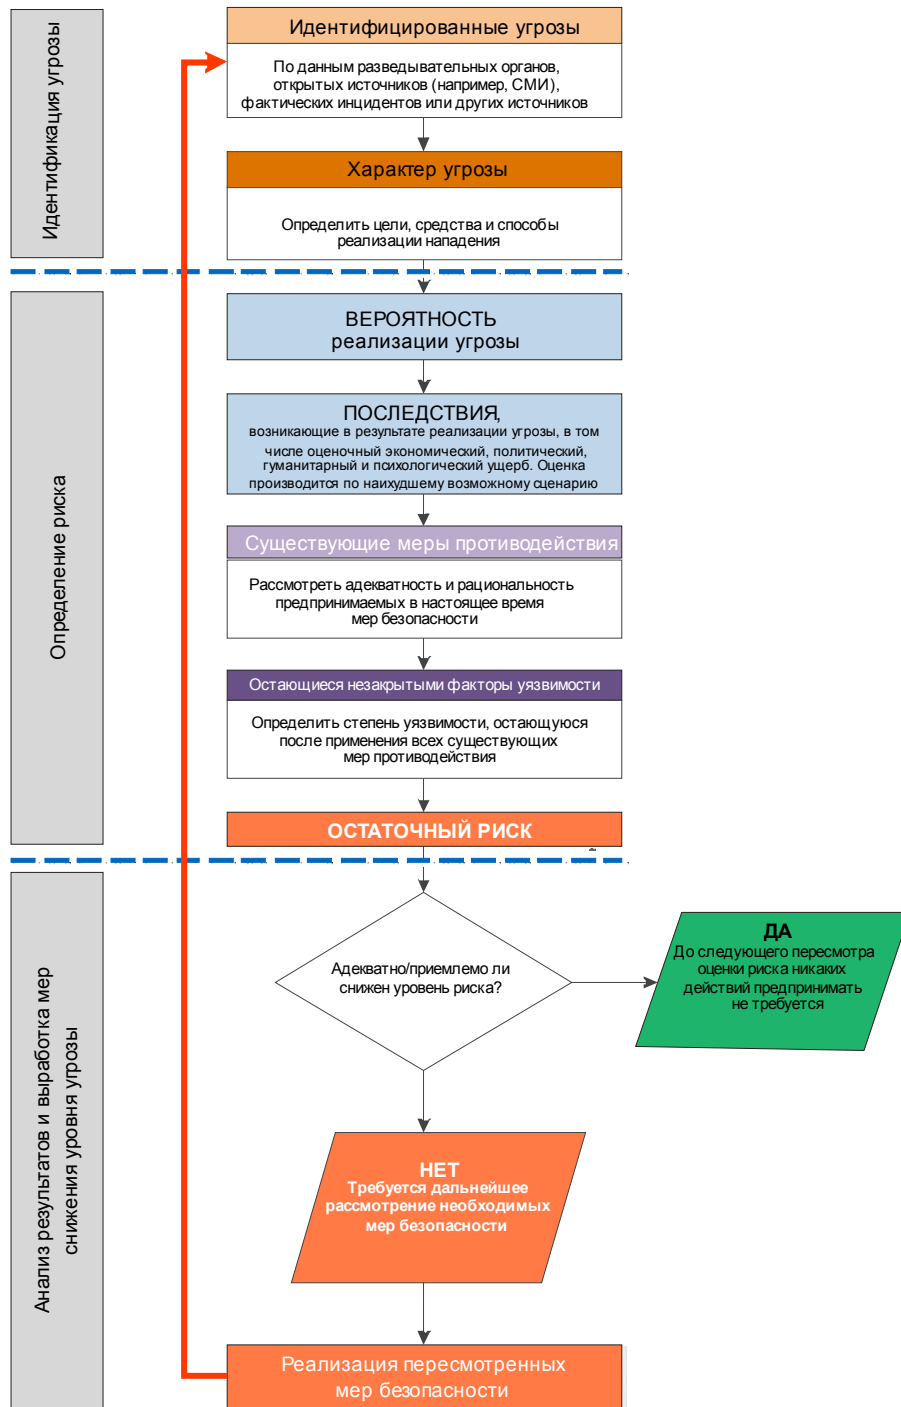 Идентификация угрозы
Идентифицированные угрозы
По данным разведывательных органов,
открытых источников (например, СМИ),
фактических инцидентов или других источников
Характер угрозы
Определить цели, средства и способы
реализации нападения
Определение риска
ВЕРОЯТНОСТЬ
реализации угрозы
ПОСЛЕДСТВИЯ,
возникающие в результате реализации угрозы, в том
числе оценочный экономический, политический,
гуманитарный и психологический ущерб. Оценка
производится по наихудшему возможному сценарию
Существующие меры противодействия
Рассмотреть адекватность и рациональность
предпринимаемых в настоящее время
мер безопасности
Остающиеся незакрытыми факторы уязвимости
Определить степень уязвимости, остающуюся
после применения всех существующих
мер противодействия
ОСТАТОЧНЫЙ РИСК
Анализ результатов и выработка мер
снижения уровня угрозы
Адекватно/приемлемо ли
снижен уровень риска?
ДА
До следующего пересмотра
оценки риска никаких
действий предпринимать
не требуется
НЕТ
Требуется дальнейшее
рассмотрение необходимых
мер безопасности
Реализация пересмотренных
мер безопасности